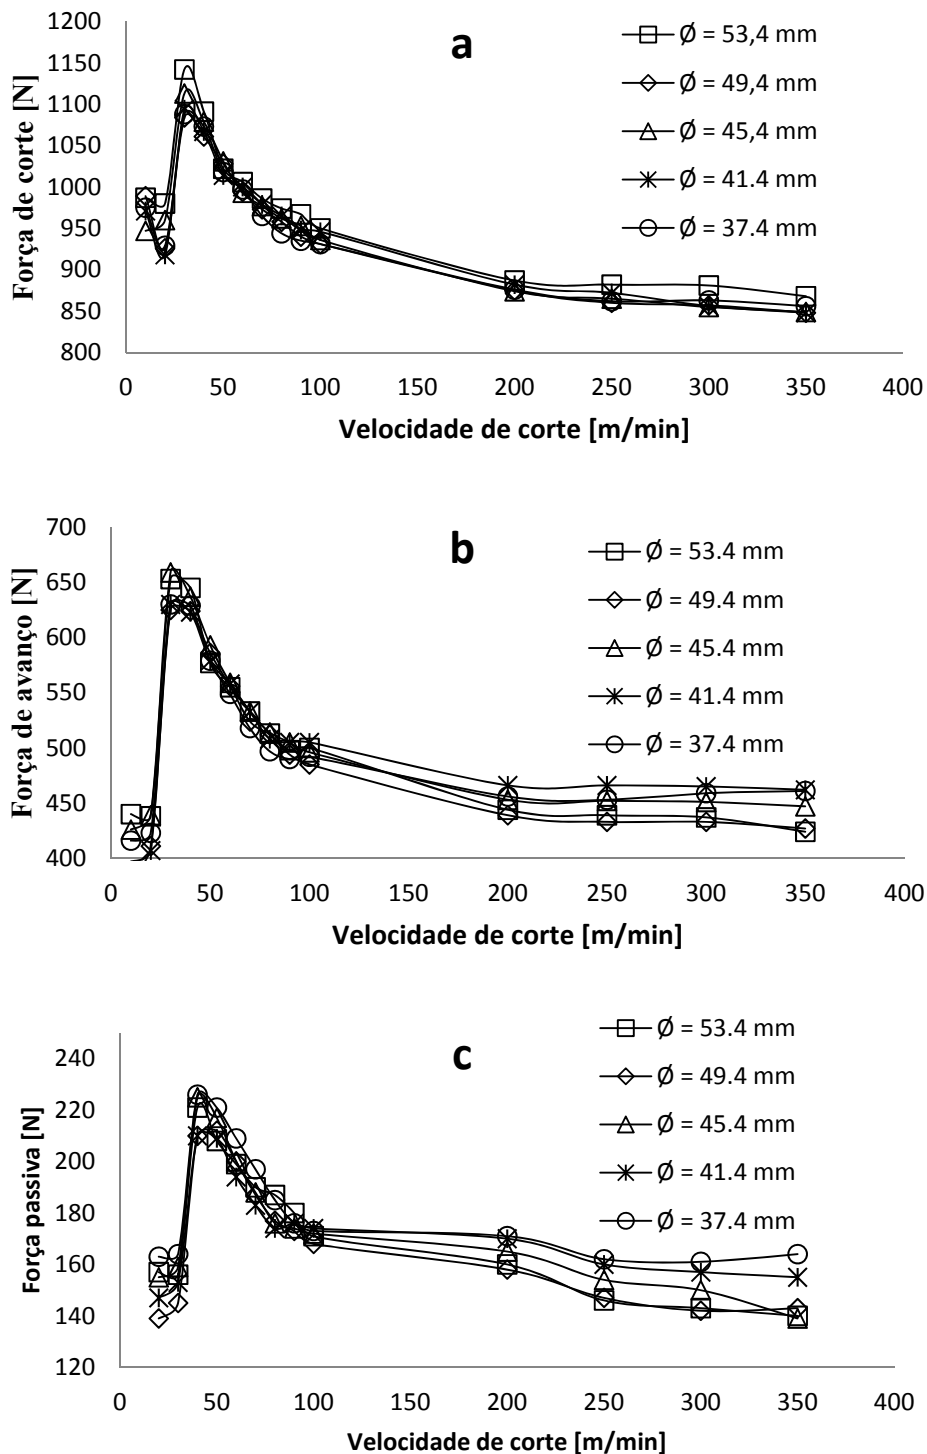 1200
1150
1100
1050
1000
950
900
850
800
Força de corte [N]
a
Ø = 53,4 mm
Ø = 49,4 mm
Ø = 45,4 mm
Ø = 41.4 mm
Ø = 37.4 mm
0 50 100 150 200 250 300 350 400
Velocidade de corte [m/min]
700
650
600
550
500
450
400
Força de avanço [N]
b
Ø = 53.4 mm
Ø = 49.4 mm
Ø = 45.4 mm
Ø = 41.4 mm
Ø = 37.4 mm
0 50 100 150 200 250 300 350 400
Velocidade de corte [m/min]
240
220
200
180
160
140
120
Força passiva [N]
c
Ø = 53.4 mm
Ø = 49.4 mm
Ø = 45.4 mm
Ø = 41.4 mm
Ø = 37.4 mm
0 50 100 150 200 250 300 350 400
Velocidade de corte [m/min]